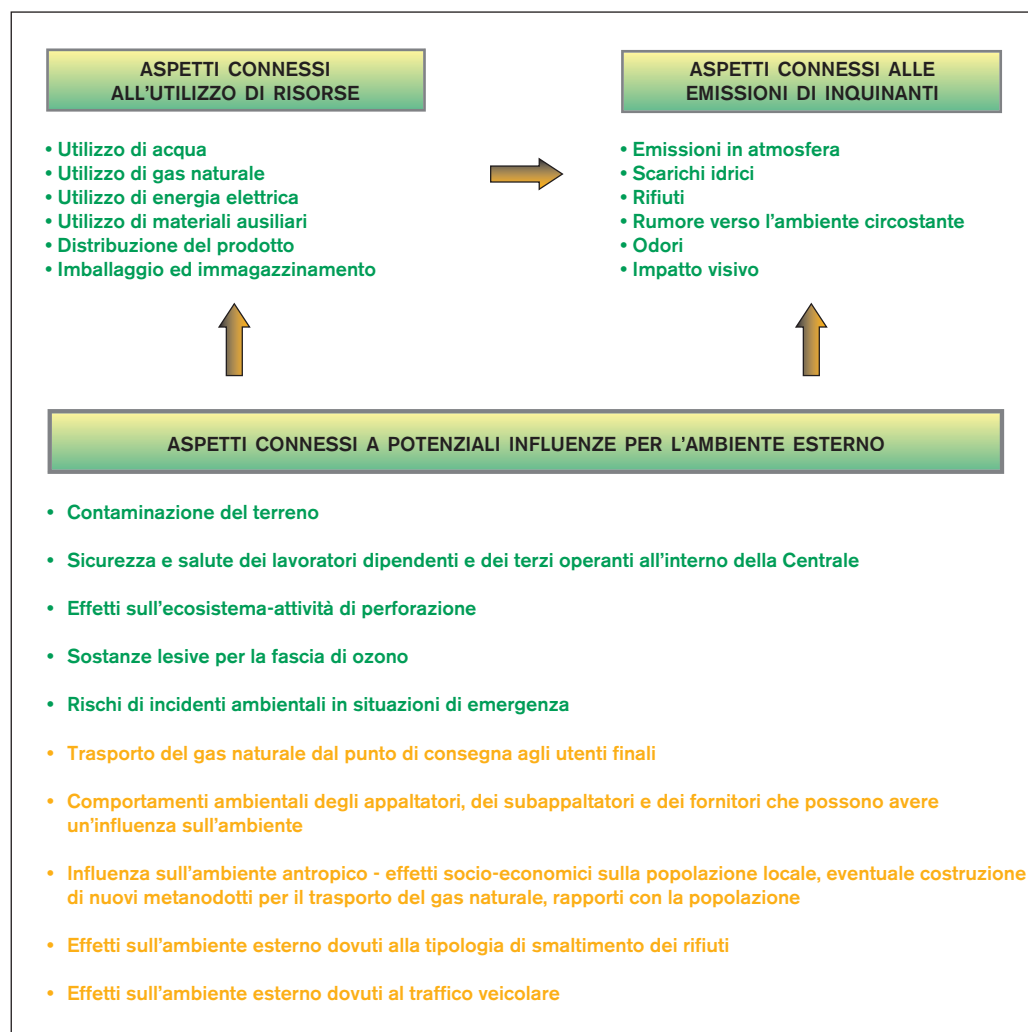 ASPETTI CONNESSI
ALL'UTILIZZO DI RISORSE
• Utilizzo di acqua
• Utilizzo di gas naturale
• Utilizzo di energia elettrica
• Utilizzo di materiali ausiliari
• Distribuzione del prodotto
• Imballaggio ed immagazzinamento
ASPETTI CONNESSI ALLE
EMISSIONI DI INQUINANTI
• Emissioni in atmosfera
• Scarichi idrici
• Rifiuti
• Rumore verso l'ambiente circostante
• Odori
• Impatto visivo
ASPETTI CONNESSI A POTENZIALI INFLUENZE PER L'AMBIENTE ESTERNO
• Contaminazione del terreno
• Sicurezza e salute dei lavoratori dipendenti e dei terzi operanti all'interno della Centrale
• Effetti sull'ecosistema-attività di perforazione
• Sostanze lesive per la fascia di ozono
• Rischi di incidenti ambientali in situazioni di emergenza
• Trasporto del gas naturale dal punto di consegna agli utenti finali
• Comportamenti ambientali degli appaltatori, dei subappaltatori e dei fornitori che possono avere
un'influenza sull'ambiente
• Influenza sull'ambiente antropico - effetti socio-economici sulla popolazione locale, eventuale costruzione
di nuovi metanodotti per il trasporto del gas naturale, rapporti con la popolazione
• Effetti sull'ambiente esterno dovuti alla tipologia di smaltimento dei rifiuti
• Effetti sull'ambiente esterno dovuti al traffico veicolare